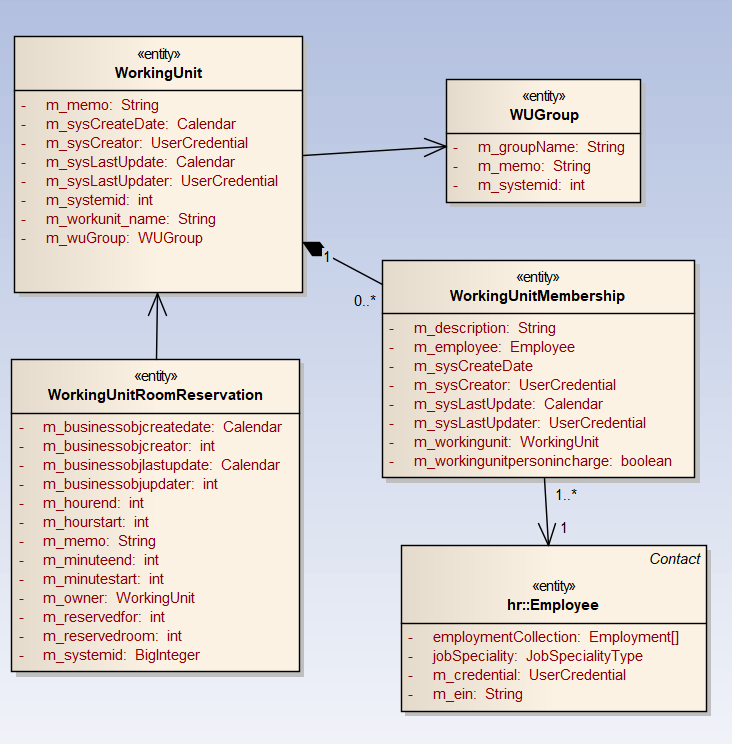 «entity»
WorkingUnit
- m_memo: String
- m_sysCreateDate: Calendar
- m_sysCreator: UserCredential
- m_sysLastUpdate: Calendar
- m_sysLastUpdater: UserCredential
- m_systemid: int
- m_workunit_name: String
- m_wuGroup: WUGroup
«entity»
WUGroup
- m_groupName: String
- m_memo: String
- m_systemid: int
1
0..*
«entity»
WorkingUnitMembership
- m_description: String
- m_employee: Employee
- m_sysCreateDate
- m_sysCreator: UserCredential
- m_sysLastUpdate: Calendar
- m_sysLastUpdater: UserCredential
- m_workingunit: WorkingUnit
- m_workingunitpersonincharge: boolean
«entity»
WorkingUnitRoomReservation
- m_businessobjcreatedate: Calendar
- m_businessobjcreator: int
- m_businessobjlastupdate: Calendar
- m_businessobjupdater: int
- m_hourend: int
- m_hourstart: int
- m_memo: String
- m_minuteend: int
- m_minutestart: int
- m_owner: WorkingUnit
- m_reservedfor: int
- m_reservedroom: int
- m_systemid: BigInteger
1..*
1
Contact
«entity»
hr::Employee
- employmentCollection: Employment[]
- jobSpeciality: JobSpecialityType
- m_credential: UserCredential
- m_ein: String